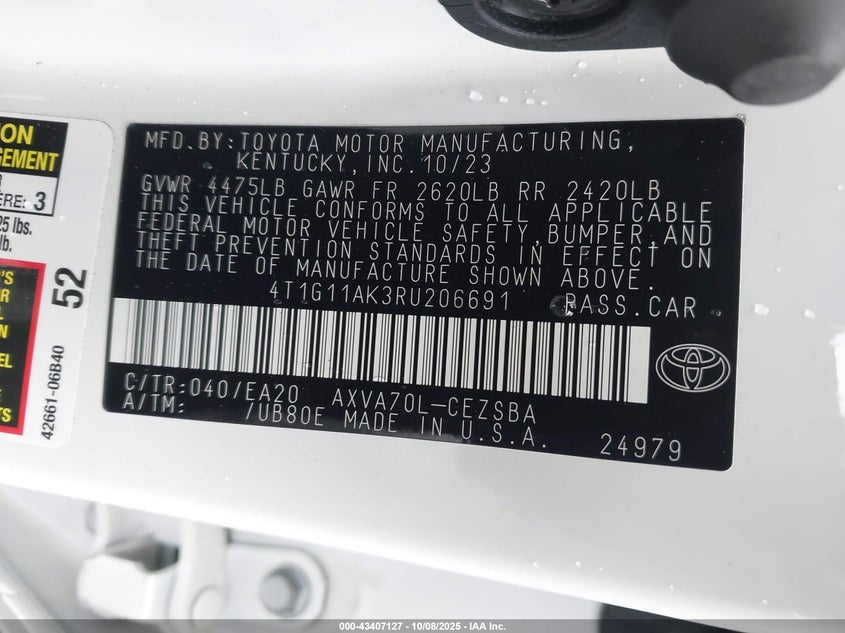 ION
GEMENT
R
ERE: 3
25 lbs.
lb.
'S
EL
52
42661-06B40
MFD.BY:TOYOTA MOTOR MANUFACTURING,
KENTUCKY,INC.10/23
GVWR 4475LB GAWR FR 2620LB RR 2420LB
THIS VEHICLE CONFORMS TO ALL APPLICABLE
FEDERAL MOTOR VEHICLE SAFETY,BUMPER,AND
THEFT PREVENTION STANDARDS IN EFFECT ON
THE DATE OF MANUFACTURE SHOWN ABOVE.
4T1G11AK3RU206691 PASS.CAR
C/TR:040/EA20 AXVA70L-CEZSBA
A/TM: /UB80E MADE IN U.S.A. 24979
000-43407127 - 10/08/2025 - IAA Inc.